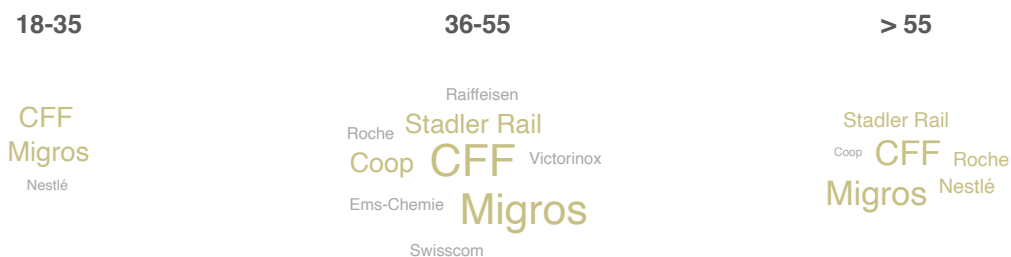 18-35
36-55
> 55
CFF
Migros
Nestlé
Raiffeisen
Roche Stadler Rail
Coop CFF Victorinox
Ems-Chemie Migros
Swisscom
Stadler Rail
Coop CFF Roche
Migros Nestlé